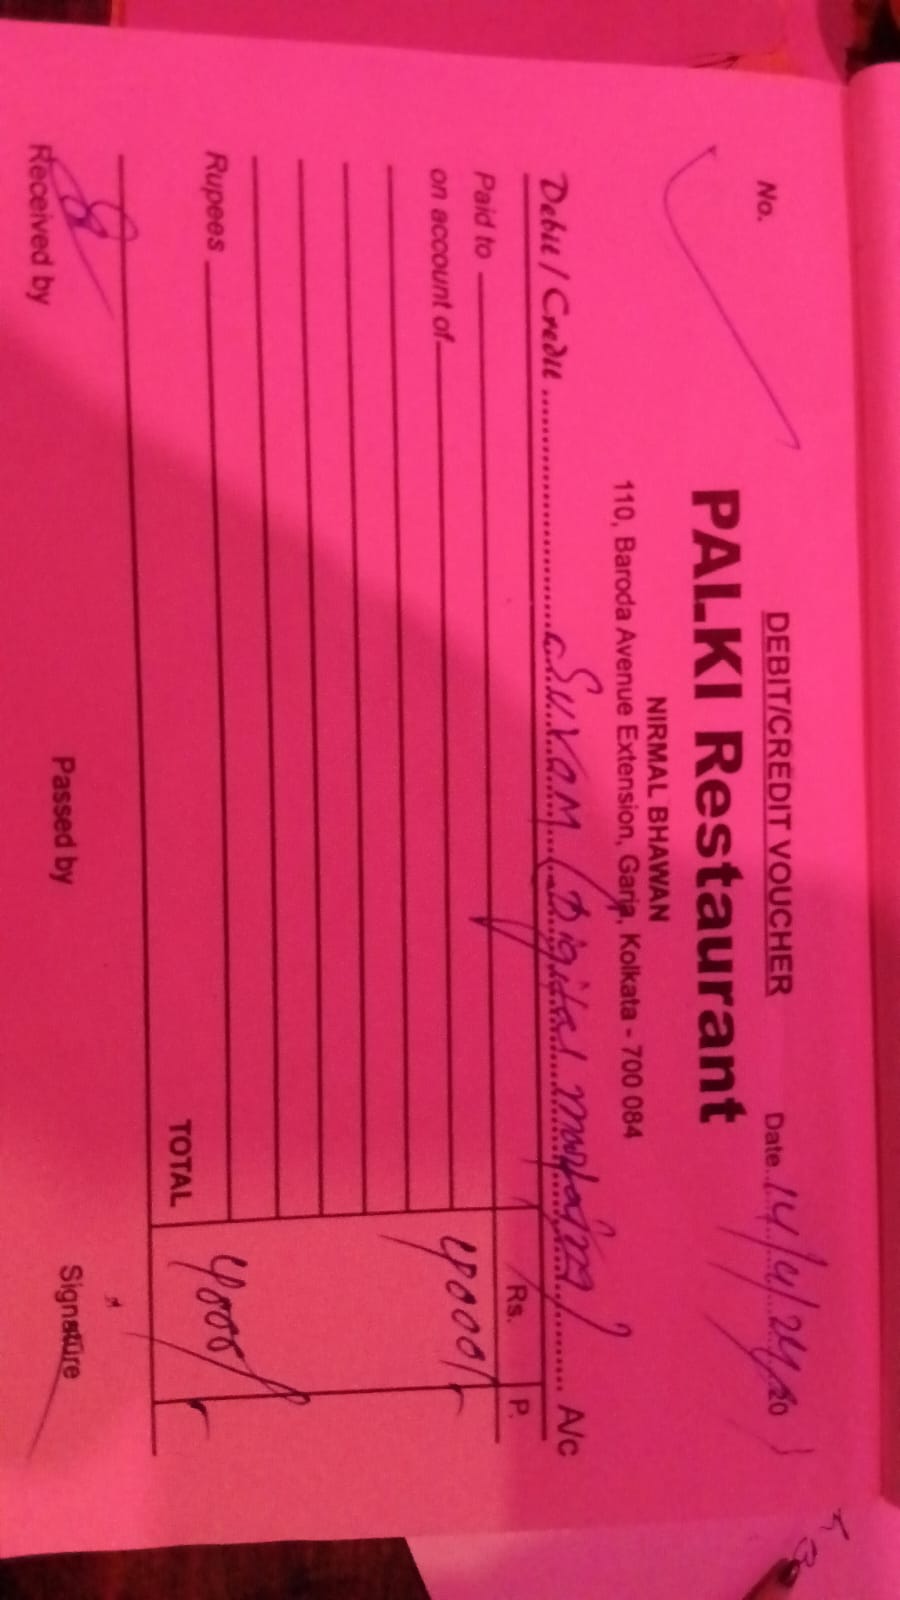 DEBIT/CREDIT VOUCHER
No. Date 14/4/24 20
PALKI Restaurant
NIRMAL BHAWAN
110, Baroda Avenue Extension, Garia, Kolkata - 700 084
Debit / Credit Suvam (Digital marketing) A/c
Paid to Rs. P.
on account of 4000/-
Rupees
TOTAL 4000/-
Received by Passed by Signature